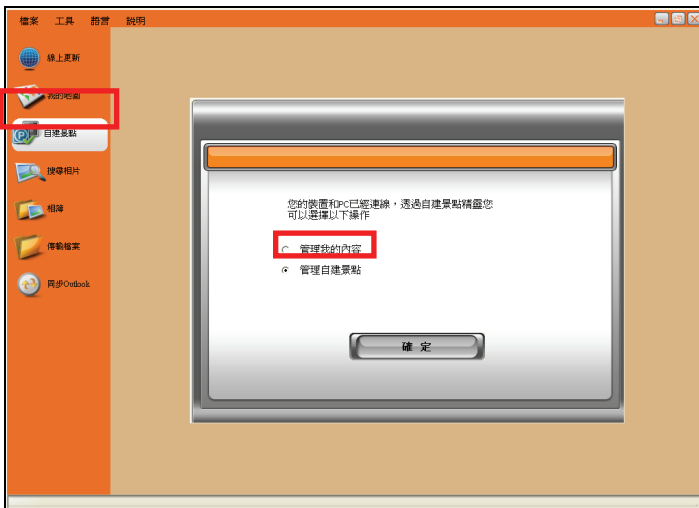 檔案 工具 語言 說明
線上更新
我的地圖
自建景點
搜尋相片
相簿
傳輸檔案
同步Outlook
您的裝置和PC已經連線，透過自建景點精靈您
可以選擇以下操作
管理我的內容
管理自建景點
確 定